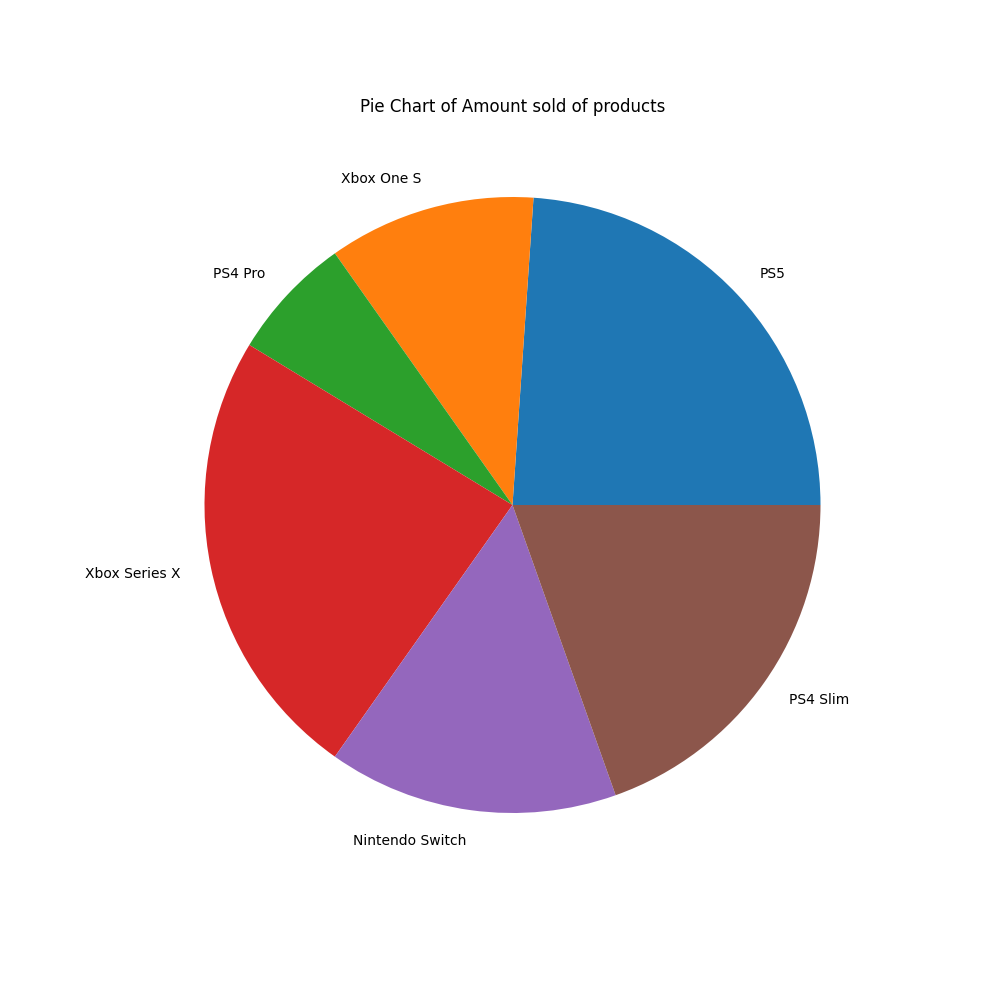 Pie Chart of Amount sold of products
Xbox One S
PS4 Pro
PS5
Xbox Series X
PS4 Slim
Nintendo Switch